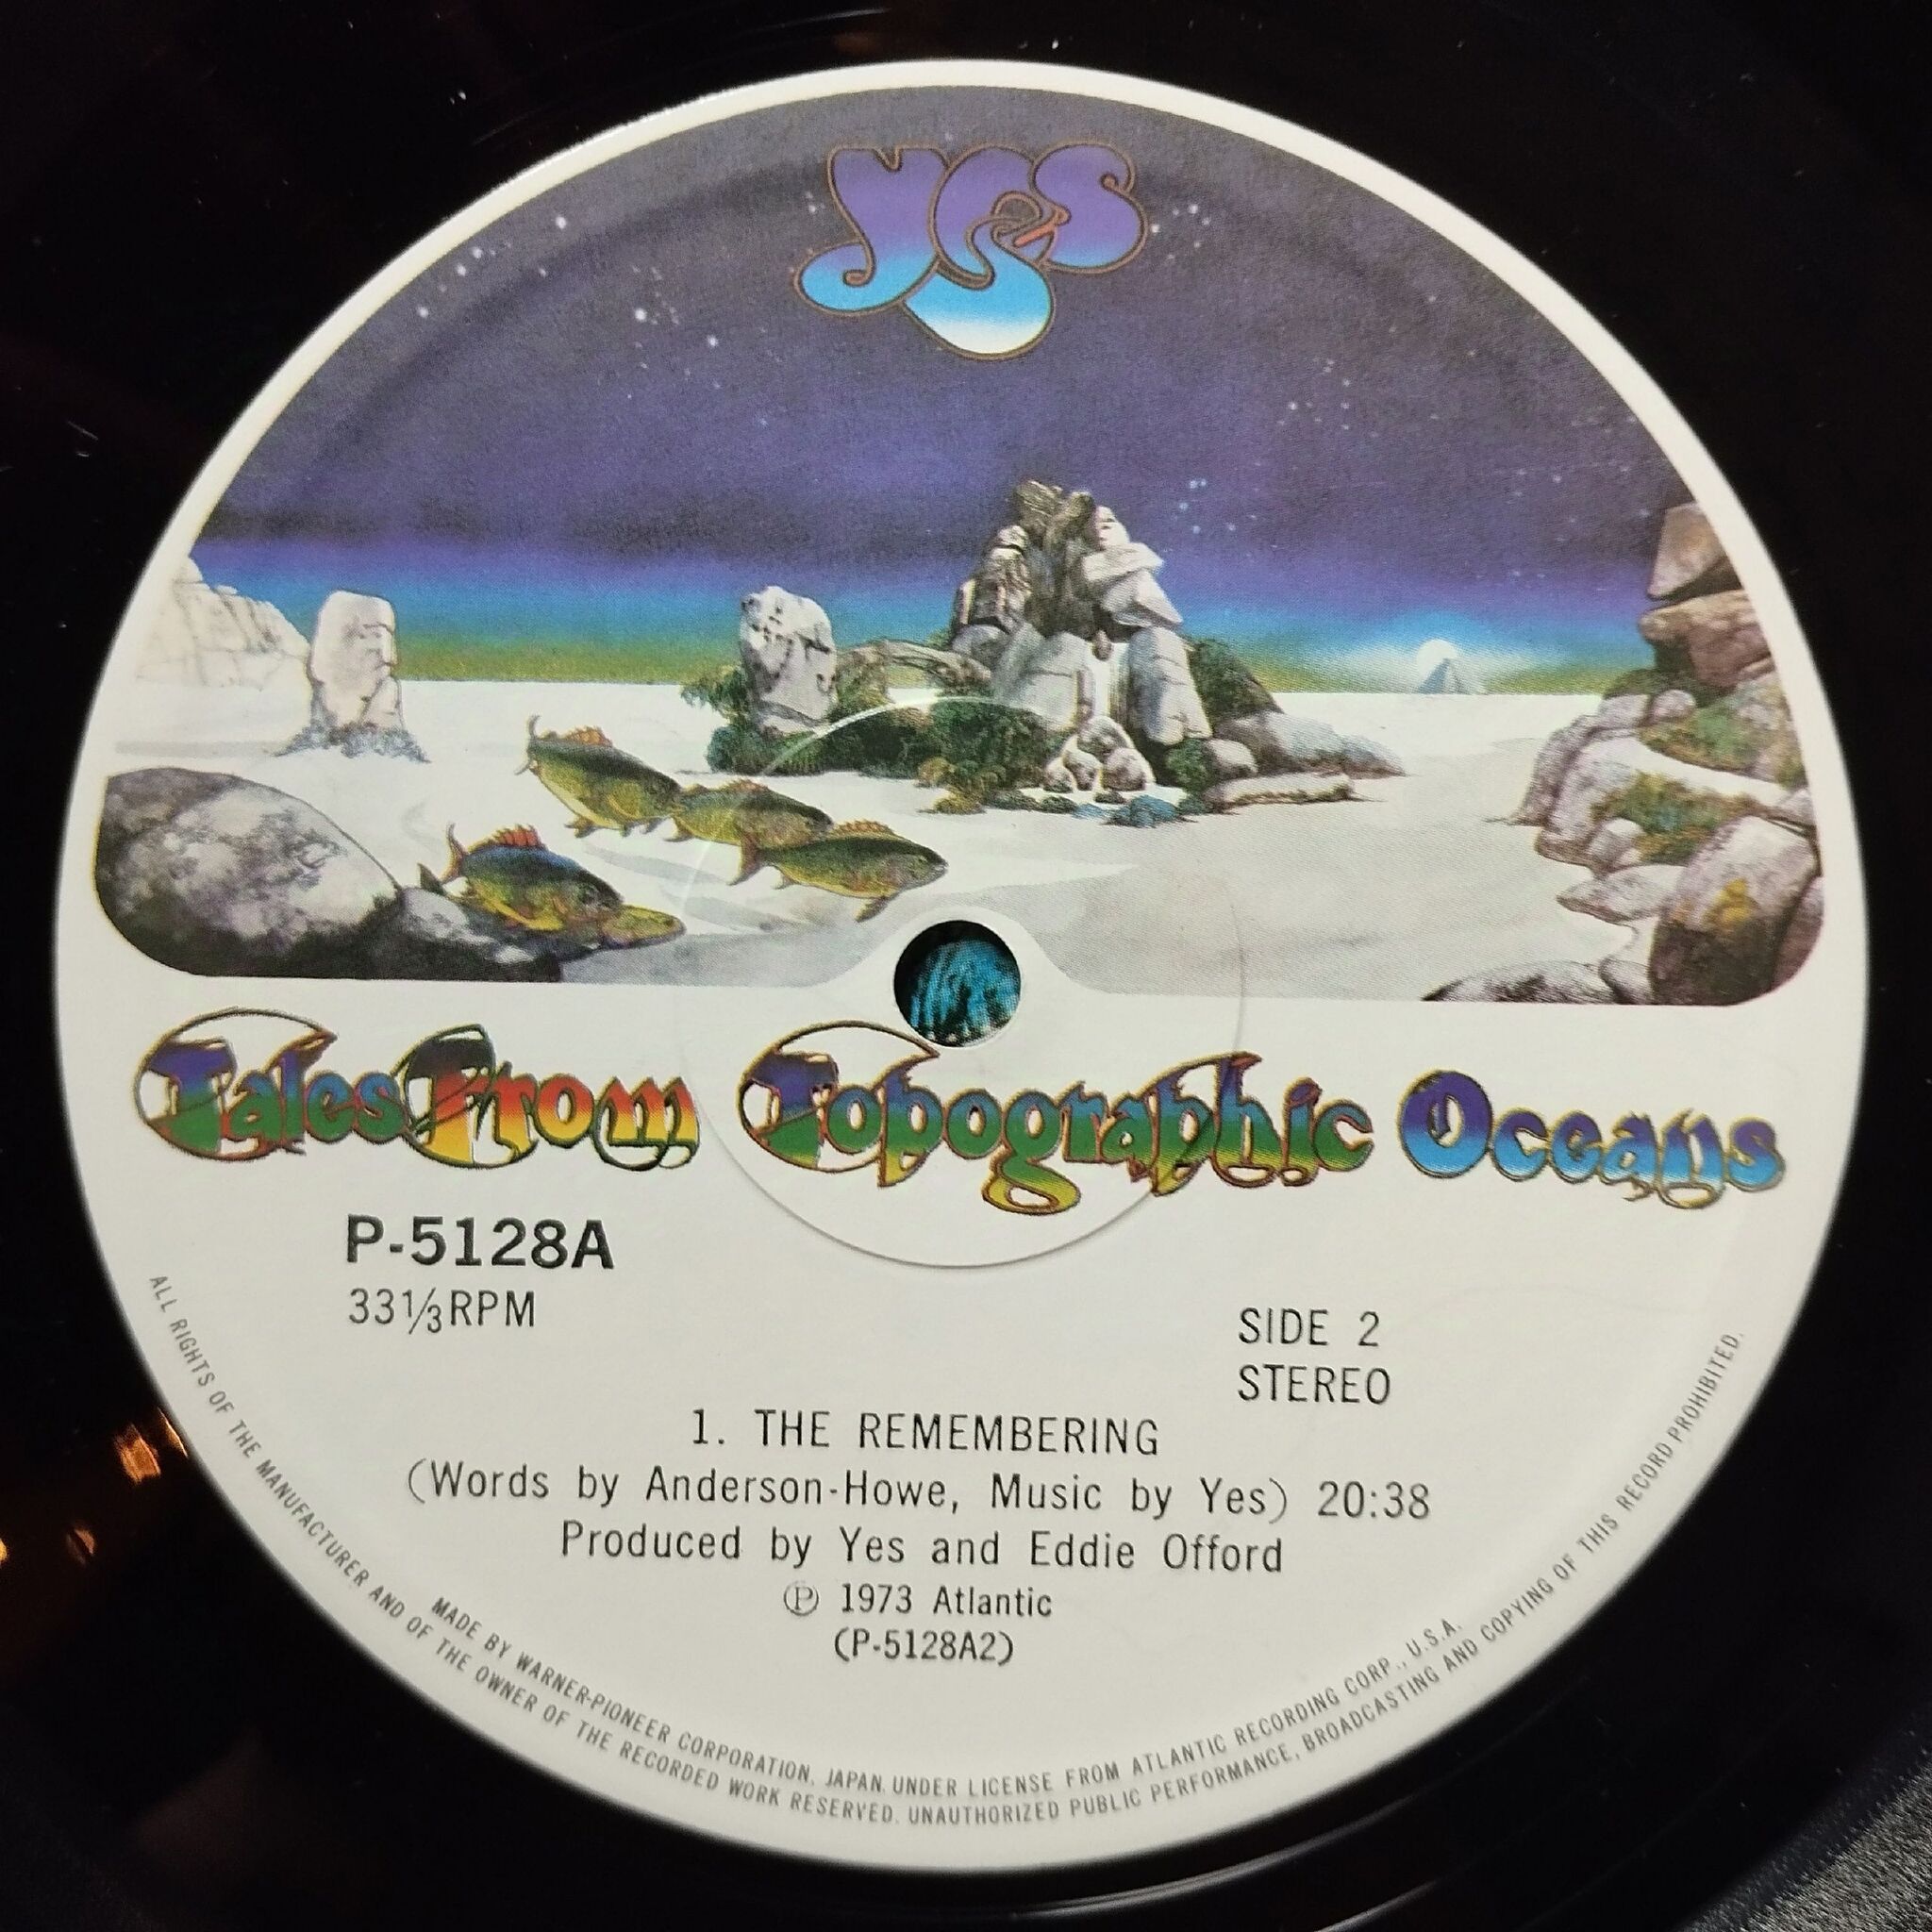 yes
Tales From Topographic Oceans
P-5128A
33⅓RPM
SIDE 2
STEREO
1. THE REMEMBERING
(Words by Anderson-Howe, Music by Yes) 20:38
Produced by Yes and Eddie Offord
Ⓟ 1973 Atlantic
(P-5128A2)
MADE BY WARNER-PIONEER CORPORATION, JAPAN. UNDER LICENSE FROM ATLANTIC RECORDING CORP., U.S.A.
ALL RIGHTS OF THE MANUFACTURER AND OF THE OWNER OF THE RECORDED WORK RESERVED. UNAUTHORIZED PUBLIC PERFORMANCE, BROADCASTING AND COPYING OF THIS RECORD PROHIBITED.